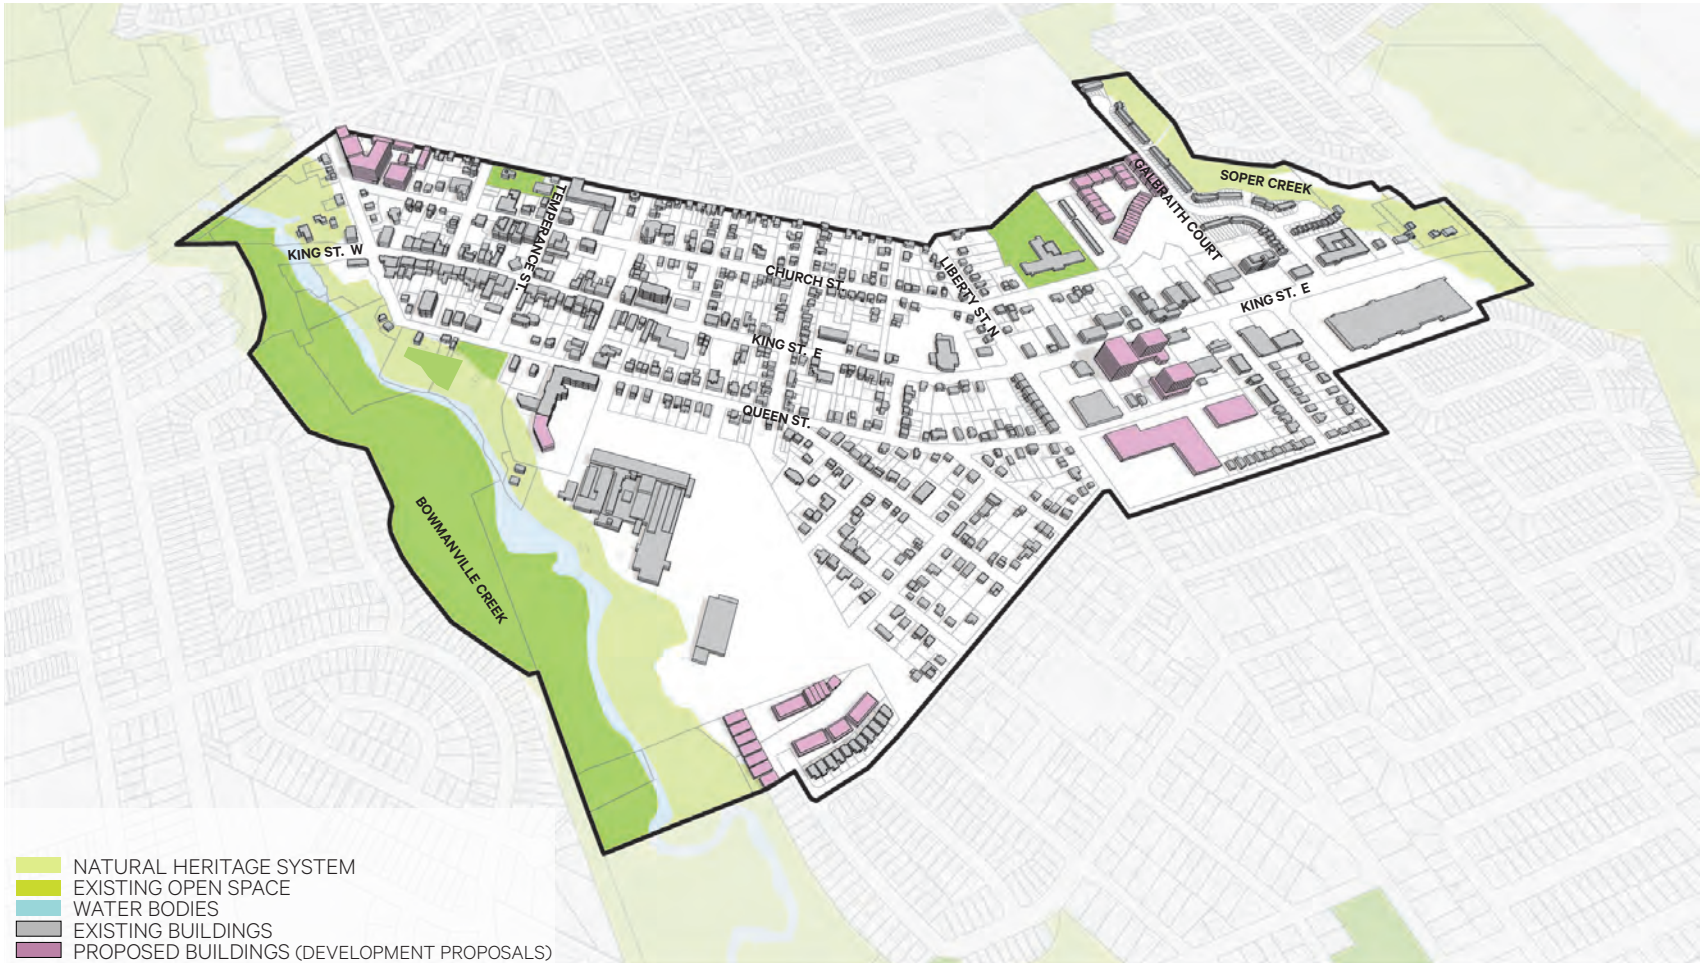 GALBRAITH COURT
SOPER CREEK
TEMPERANCE ST.
KING ST. W
CHURCH ST.
LIBERTY ST. N
KING ST. E
KING ST. E
QUEEN ST.
BOWMANVILLE CREEK
NATURAL HERITAGE SYSTEM
EXISTING OPEN SPACE
WATER BODIES
EXISTING BUILDINGS
PROPOSED BUILDINGS (DEVELOPMENT PROPOSALS)